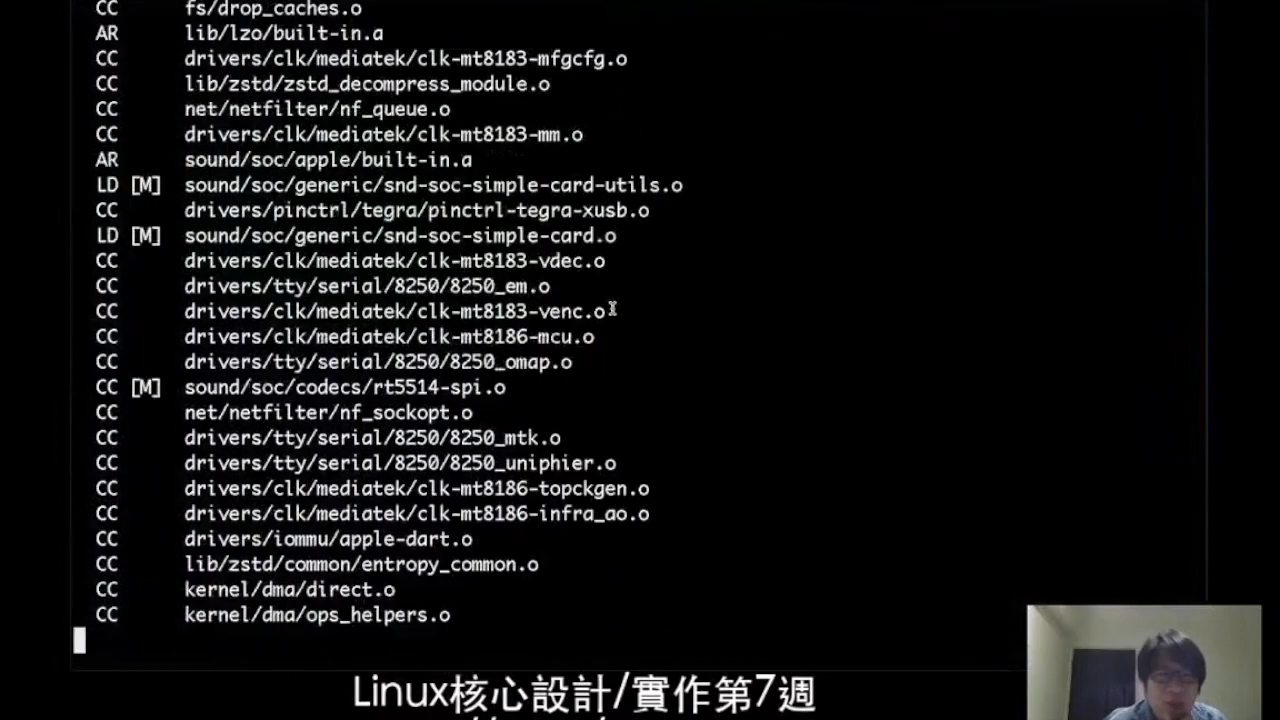 CC fs/drop_caches.o
AR lib/lzo/built-in.a
CC drivers/clk/mediatek/clk-mt8183-mfgcfg.o
CC lib/zstd/zstd_decompress_module.o
CC net/netfilter/nf_queue.o
CC drivers/clk/mediatek/clk-mt8183-mm.o
AR sound/soc/apple/built-in.a
LD [M] sound/soc/generic/snd-soc-simple-card-utils.o
CC drivers/pinctrl/tegra/pinctrl-tegra-xusb.o
LD [M] sound/soc/generic/snd-soc-simple-card.o
CC drivers/clk/mediatek/clk-mt8183-vdec.o
CC drivers/tty/serial/8250/8250_em.o
CC drivers/clk/mediatek/clk-mt8183-venc.o
CC drivers/clk/mediatek/clk-mt8186-mcu.o
CC drivers/tty/serial/8250/8250_omap.o
CC [M] sound/soc/codecs/rt5514-spi.o
CC net/netfilter/nf_sockopt.o
CC drivers/tty/serial/8250/8250_mtk.o
CC drivers/tty/serial/8250/8250_uniphier.o
CC drivers/clk/mediatek/clk-mt8186-topckgen.o
CC drivers/clk/mediatek/clk-mt8186-infra_ao.o
CC drivers/iommu/apple-dart.o
CC lib/zstd/common/entropy_common.o
CC kernel/dma/direct.o
CC kernel/dma/ops_helpers.o
Linux核心設計/實作第7週